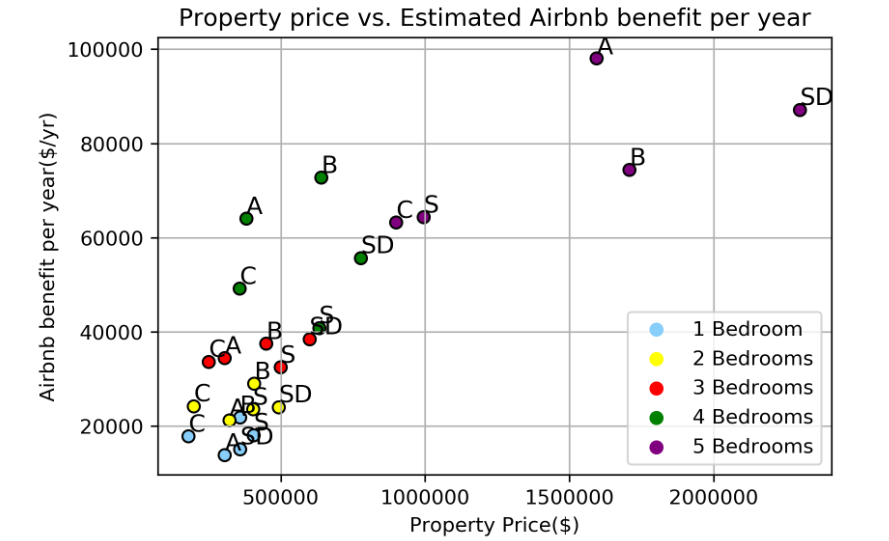 Property price vs. Estimated Airbnb benefit per year
Airbnb benefit per year($/yr)
100000
80000
60000
40000
20000
A
SD
B
B
A
C
S
SD
C
S
SD
B
C
A
S
B
C
S
SD
A
B
C
S
A
SD
1 Bedroom
2 Bedrooms
3 Bedrooms
4 Bedrooms
5 Bedrooms
500000
1000000
1500000
2000000
Property Price($)